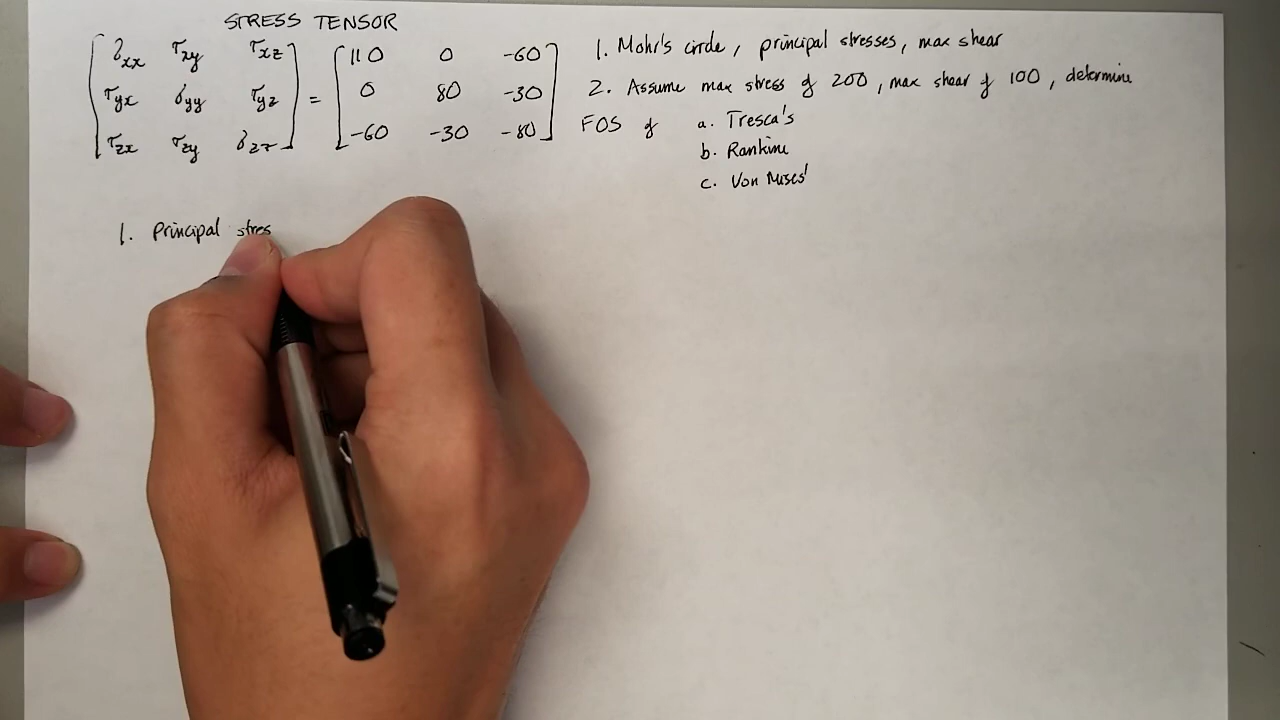 STRESS TENSOR
σxx τxy τxz = 110 0 -60
τyx σyy τyz 0 80 -30
τzx τzy σzz -60 -30 -80
1. Mohr's circle, principal stresses, max shear
2. Assume max stress of 200, max shear of 100, determine
FOS of a. Tresca's
b. Rankine
c. Von Mises'
1. Principal stres